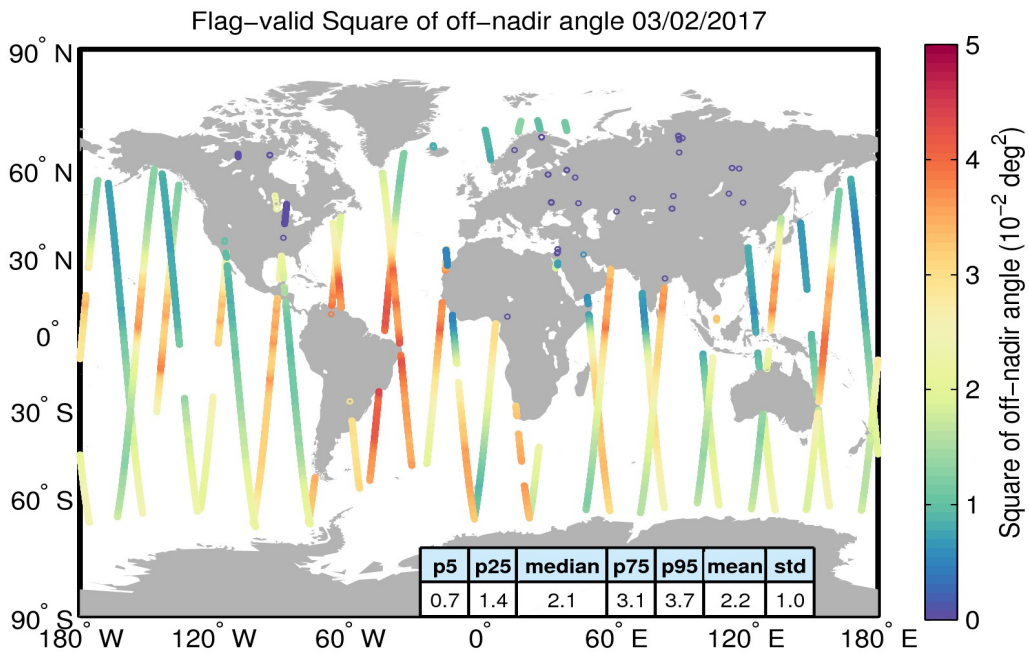 Flag-valid Square of off-nadir angle 03/02/2017
90° N
60° N
30° N
0°
30° S
60° S
90° S
180° W
120° W
60° W
0°
60° E
120° E
180° E
p5 p25 median p75 p95 mean std
0.7 1.4 2.1 3.1 3.7 2.2 1.0
5
4
3
2
1
0
Square of off-nadir angle (10⁻² deg²)